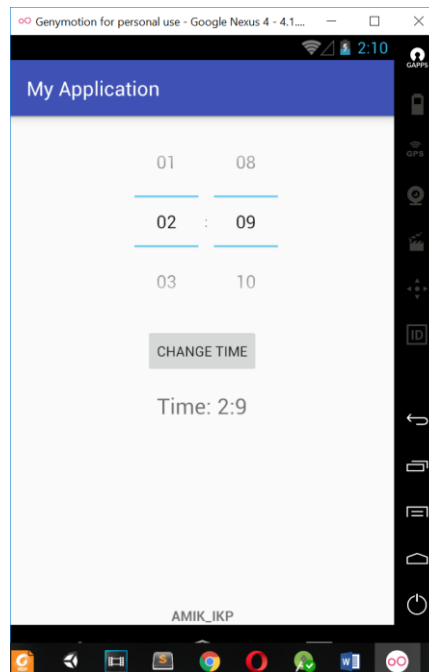 Genymotion for personal use - Google Nexus 4 - 4.1....
2:10
GAPPS
My Application
GPS
01 08
02 : 09
03 10
ID
CHANGE TIME
Time: 2:9
AMIK_IKP